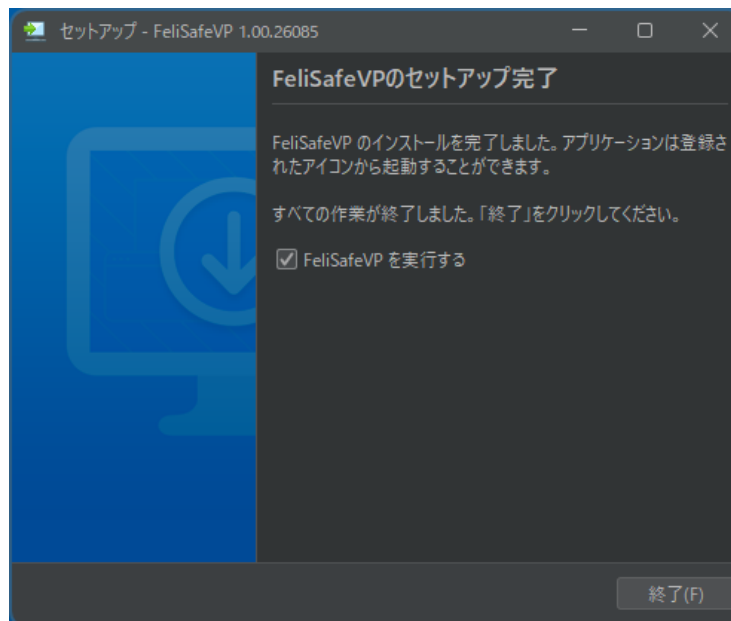 セットアップ - FeliSafeVP 1.00.26085
FeliSafeVPのセットアップ完了
FeliSafeVP のインストールを完了しました。アプリケーションは登録さ
れたアイコンから起動することができます。
すべての作業が終了しました。「終了」をクリックしてください。
FeliSafeVP を実行する
終了(F)